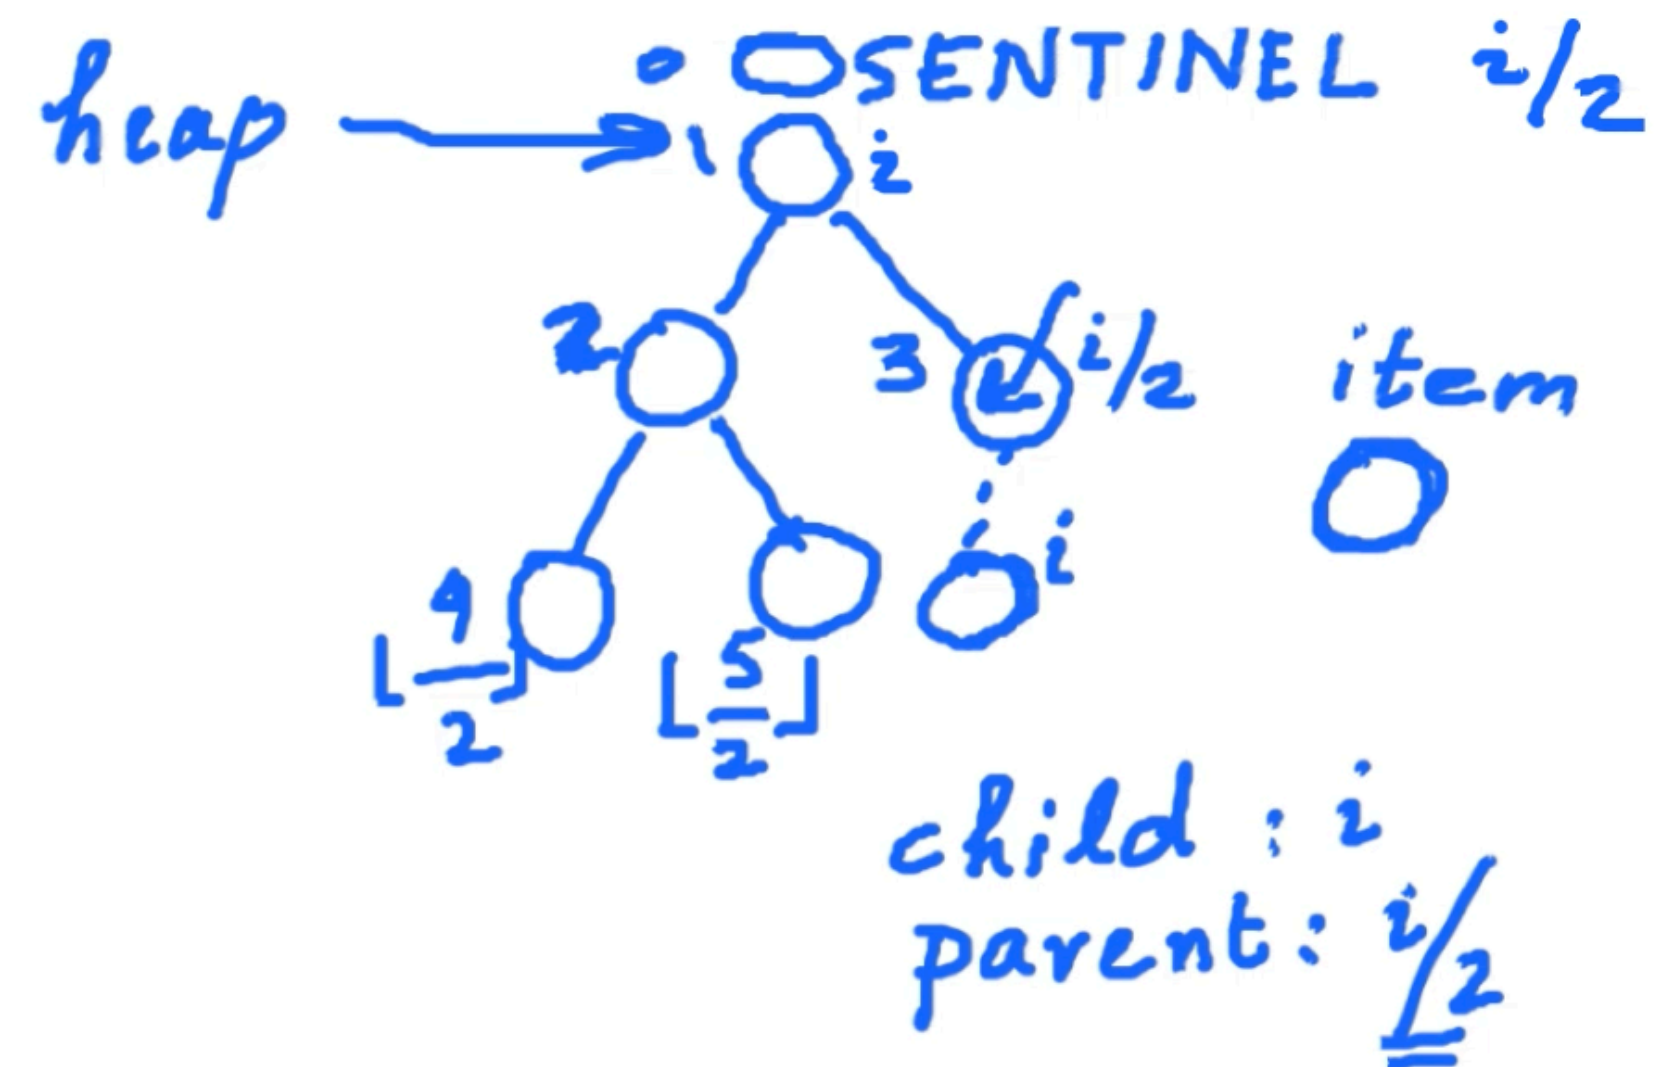 0 SENTINEL i/2
heap 1 i
2 3 i/2 item
i
⌊4/2⌋ ⌊5/2⌋
child : i
parent : i/2